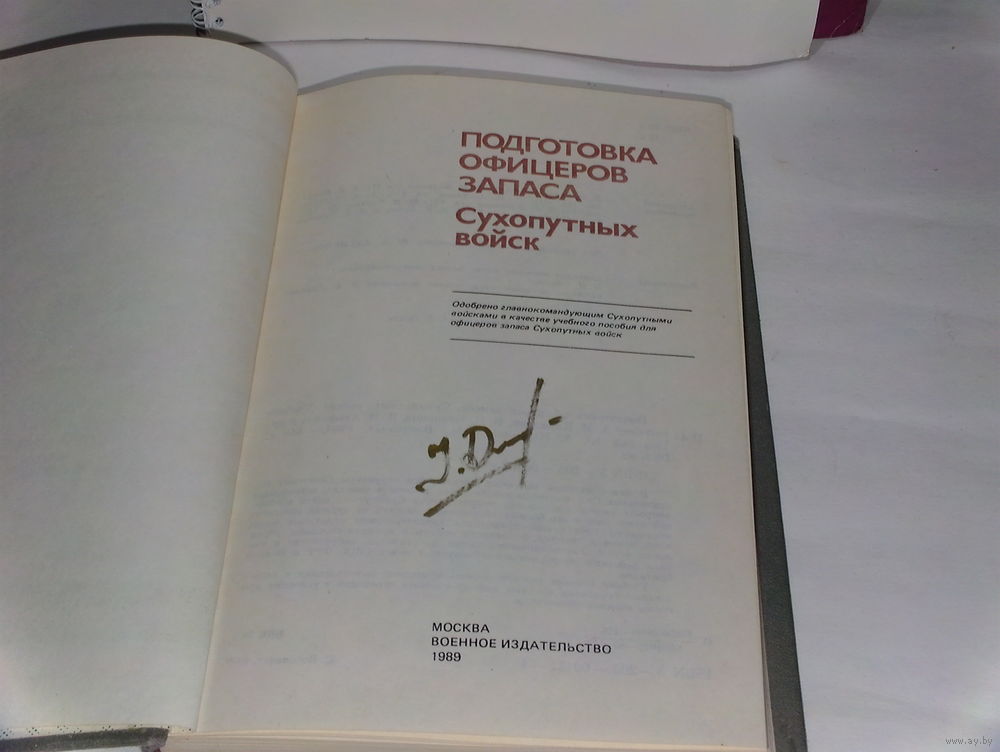 ПОДГОТОВКА
ОФИЦЕРОВ
ЗАПАСА
Сухопутных
войск
Одобрено главнокомандующим Сухопутными
войсками в качестве учебного пособия для
офицеров запаса Сухопутных войск
МОСКВА
ВОЕННОЕ ИЗДАТЕЛЬСТВО
1989
www.ay.by